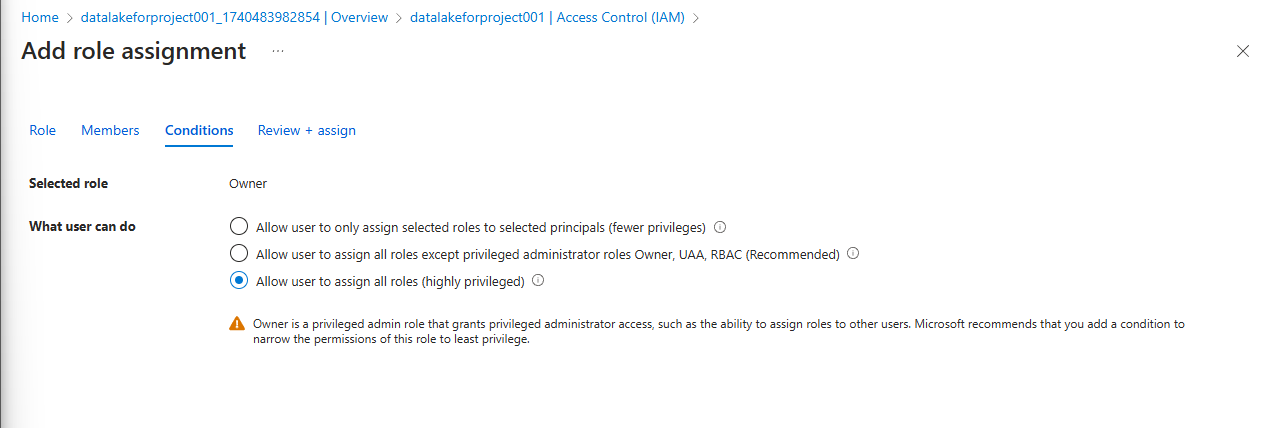 Home > datalakeforproject001_1740483982854 | Overview > datalakeforproject001 | Access Control (IAM) >
Add role assignment ...
Role Members Conditions Review + assign
Selected role Owner
What user can do
Allow user to only assign selected roles to selected principals (fewer privileges)
Allow user to assign all roles except privileged administrator roles Owner, UAA, RBAC (Recommended)
Allow user to assign all roles (highly privileged)
Owner is a privileged admin role that grants privileged administrator access, such as the ability to assign roles to other users. Microsoft recommends that you add a condition to
narrow the permissions of this role to least privilege.